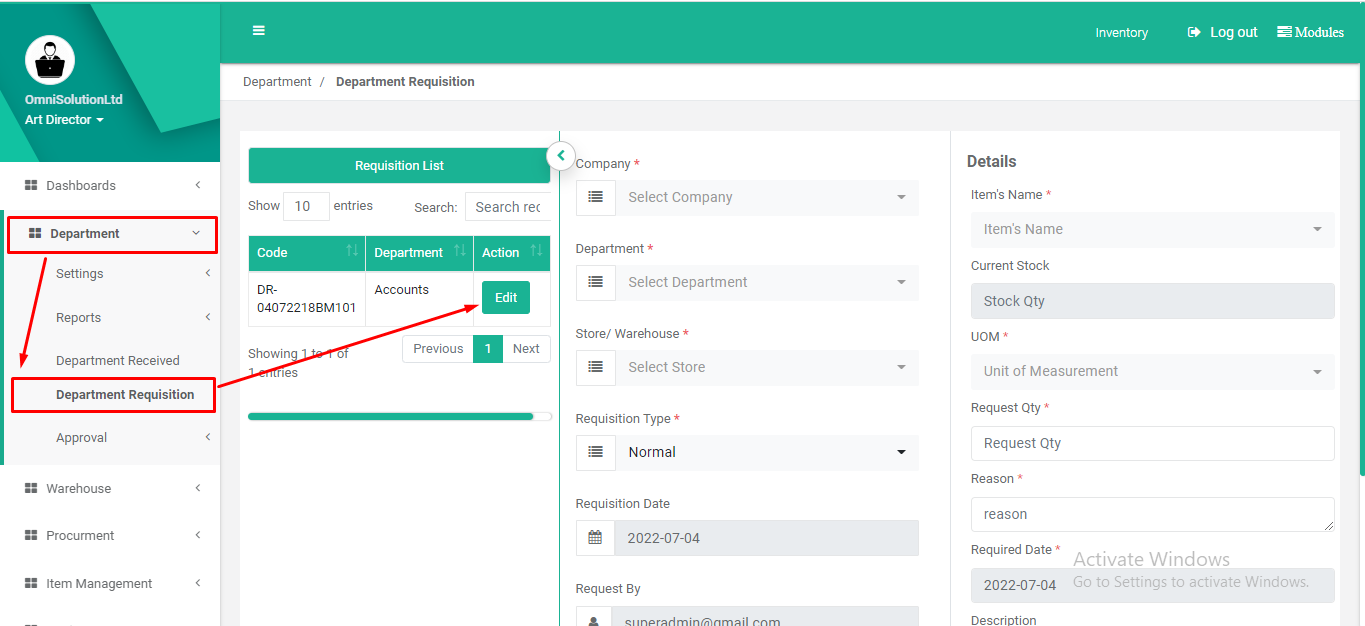 Inventory
Log out
Modules
OmniSolutionLtd
Art Director
Department / Department Requisition
Dashboards
Department
Settings
Reports
Department Received
Department Requisition
Approval
Warehouse
Procurment
Item Management
Requisition List
Show 10 entries
Search: Search rec
Code Department Action
DR-
04072218BM101
Accounts
Edit
Showing 1 to 1 of
1 entries
Previous 1 Next
Company *
Select Company
Department *
Select Department
Store/ Warehouse *
Select Store
Requisition Type *
Normal
Requisition Date
2022-07-04
Request By
superadmin@gmail.com
Details
Item's Name *
Item's Name
Current Stock
Stock Qty
UOM *
Unit of Measurement
Request Qty *
Request Qty
Reason *
reason
Required Date *
2022-07-04
Description
Activate Windows
Go to Settings to activate Windows.